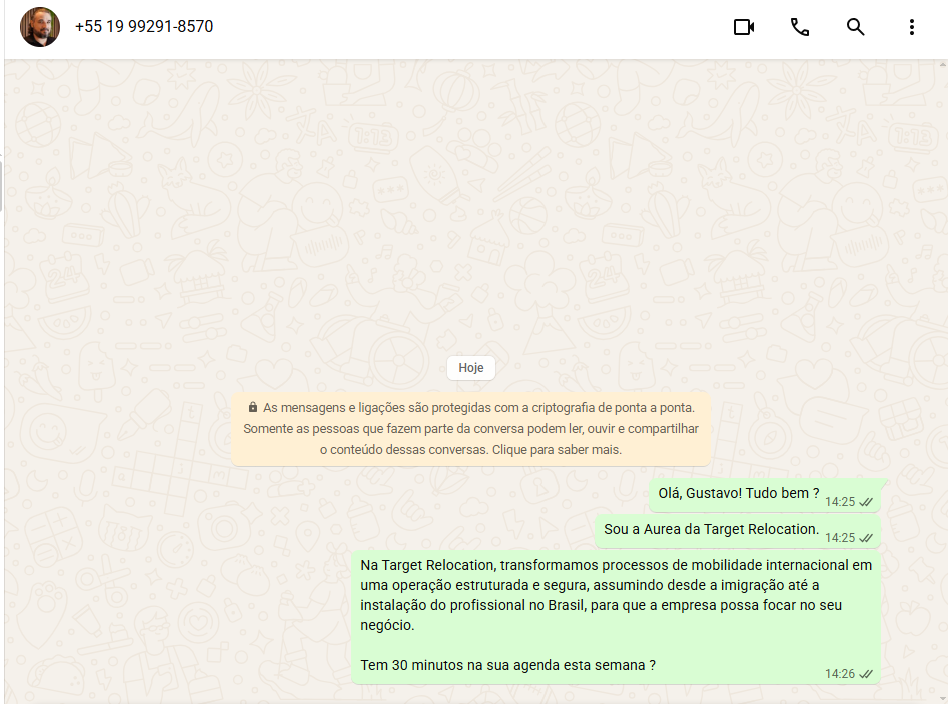 +55 19 99291-8570
Hoje
As mensagens e ligações são protegidas com a criptografia de ponta a ponta.
Somente as pessoas que fazem parte da conversa podem ler, ouvir e compartilhar
o conteúdo dessas conversas. Clique para saber mais.
Olá, Gustavo! Tudo bem ?
14:25
Sou a Aurea da Target Relocation.
14:25
Na Target Relocation, transformamos processos de mobilidade internacional em
uma operação estruturada e segura, assumindo desde a imigração até a
instalação do profissional no Brasil, para que a empresa possa focar no seu
negócio.
Tem 30 minutos na sua agenda esta semana ?
14:26